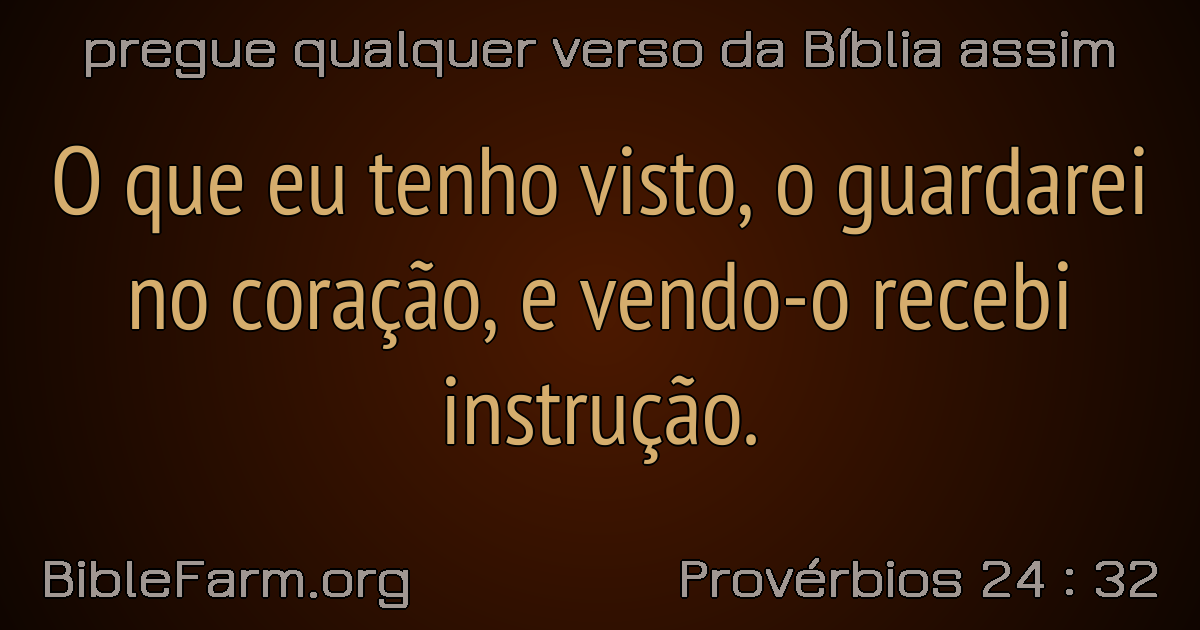 pregue qualquer verso da Bíblia assim
O que eu tenho visto, o guardarei
no coração, e vendo-o recebi
instrução.
BibleFarm.org
Provérbios 24 : 32